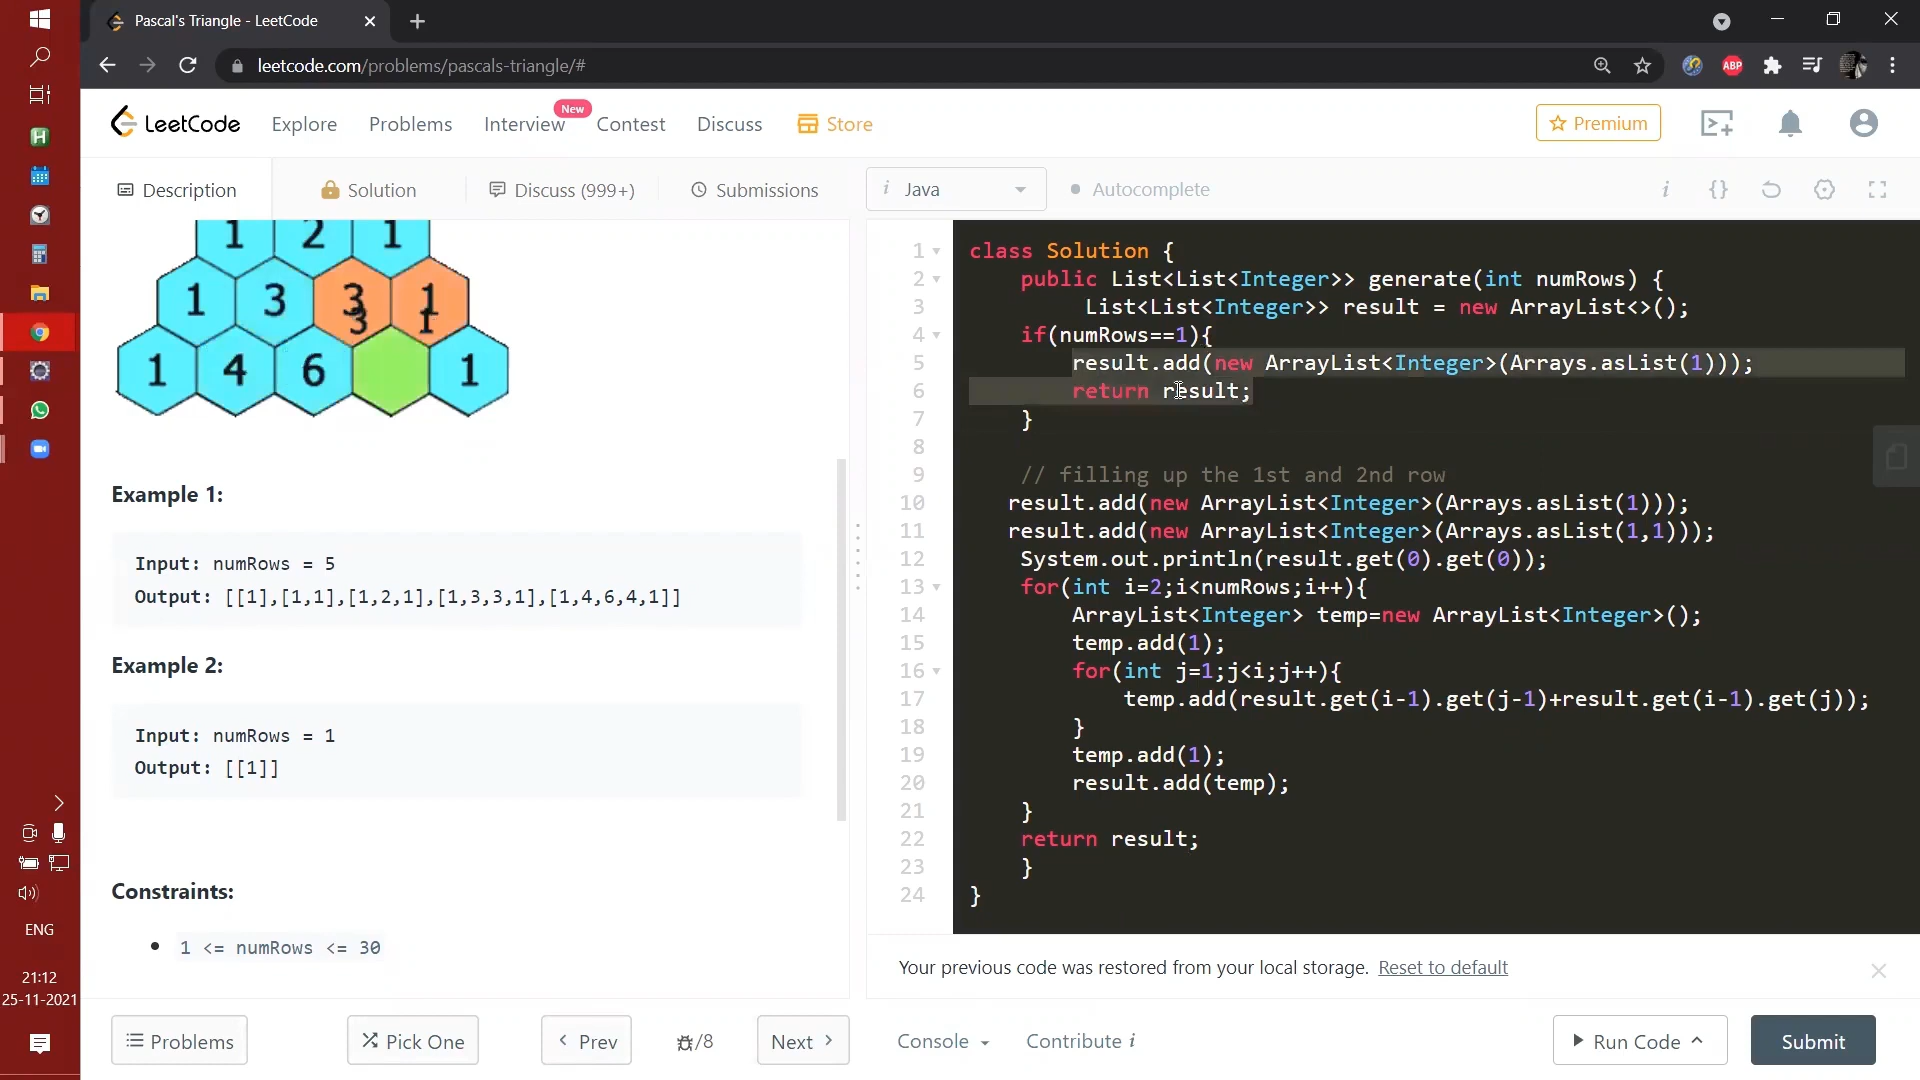 Pascal's Triangle - LeetCode
leetcode.com/problems/pascals-triangle/#
ABP
LeetCode
Explore
Problems
Interview
New
Contest
Discuss
Store
Premium
Description
Solution
Discuss (999+)
Submissions
i Java
Autocomplete
i
{}
1 2 1
1 3 3 1
3 1
1 4 6 1
Example 1:
Input: numRows = 5
Output: [[1],[1,1],[1,2,1],[1,3,3,1],[1,4,6,4,1]]
Example 2:
Input: numRows = 1
Output: [[1]]
Constraints:
1 <= numRows <= 30
1 class Solution {
2 public List<List<Integer>> generate(int numRows) {
3 List<List<Integer>> result = new ArrayList<>();
4 if(numRows==1){
5 result.add(new ArrayList<Integer>(Arrays.asList(1)));
6 return result;
7 }
8
9 // filling up the 1st and 2nd row
10 result.add(new ArrayList<Integer>(Arrays.asList(1)));
11 result.add(new ArrayList<Integer>(Arrays.asList(1,1)));
12 System.out.println(result.get(0).get(0));
13 for(int i=2;i<numRows;i++){
14 ArrayList<Integer> temp=new ArrayList<Integer>();
15 temp.add(1);
16 for(int j=1;j<i;j++){
17 temp.add(result.get(i-1).get(j-1)+result.get(i-1).get(j));
18 }
19 temp.add(1);
20 result.add(temp);
21 }
22 return result;
23 }
24 }
Your previous code was restored from your local storage. Reset to default
Problems
Pick One
Prev
/8
Next
Console
Contribute i
Run Code
Submit
H
ENG
21:12
25-11-2021